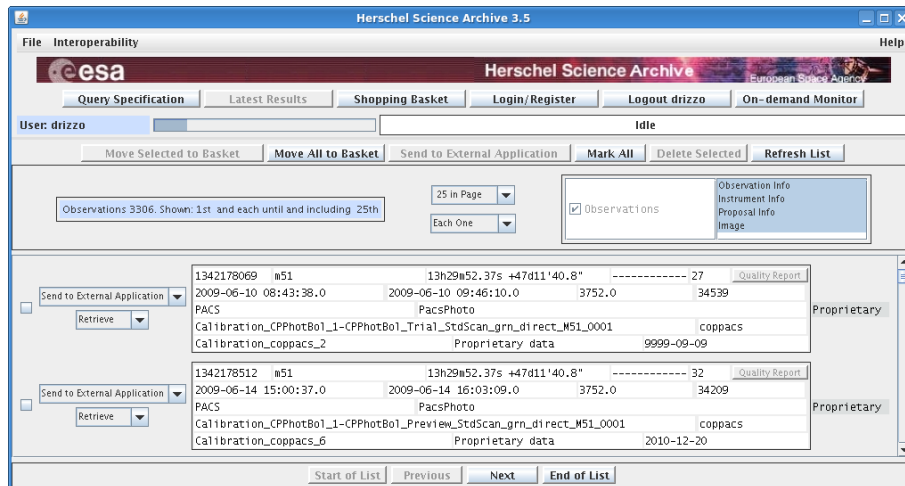 Herschel Science Archive 3.5
File Interoperability Help
esa Herschel Science Archive European Space Agency
Query Specification Latest Results Shopping Basket Login/Register Logout drizzo On-demand Monitor
User: drizzo Idle
Move Selected to Basket Move All to Basket Send to External Application Mark All Delete Selected Refresh List
Observations 3306. Shown: 1st and each until and including 25th
25 in Page
Each One
Observations
Observation Info
Instrument Info
Proposal Info
Image
Send to External Application
Retrieve
1342178069 m51 13h29m52.37s +47d11'40.8" ------------ 27 Quality Report
2009-06-10 08:43:38.0 2009-06-10 09:46:10.0 3752.0 34539
PACS PacsPhoto
Calibration_CPPhotBol_1-CPPhotBol_Trial_StdScan_grn_direct_M51_0001 coppacs
Calibration_coppacs_2 Proprietary data 9999-09-09
Proprietary
Send to External Application
Retrieve
1342178512 m51 13h29m52.37s +47d11'40.8" ------------ 32 Quality Report
2009-06-14 15:00:37.0 2009-06-14 16:03:09.0 3752.0 34209
PACS PacsPhoto
Calibration_CPPhotBol_1-CPPhotBol_Preview_StdScan_grn_direct_M51_0001 coppacs
Calibration_coppacs_6 Proprietary data 2010-12-20
Proprietary
Start of List Previous Next End of List